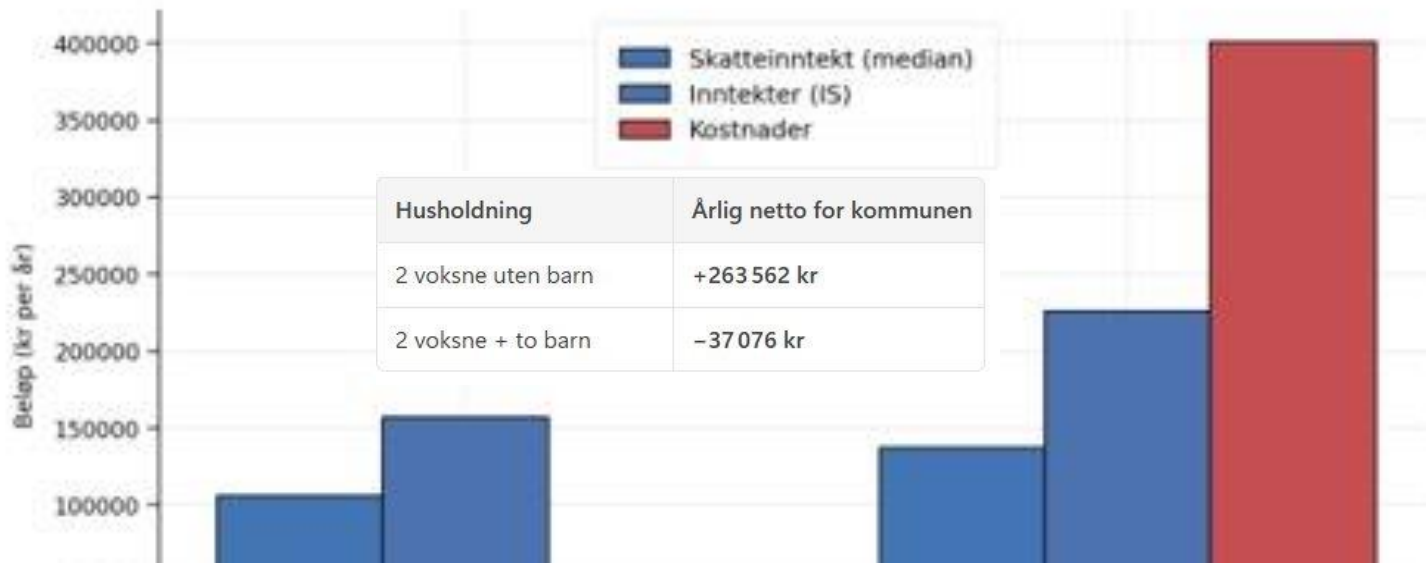 400000
350000
300000
250000
200000
150000
100000
Beløp (kr per år)
Skatteinntekt (median)
Inntekter (IS)
Kostnader
Husholdning Årlig netto for kommunen
2 voksne uten barn +263 562 kr
2 voksne + to barn −37 076 kr